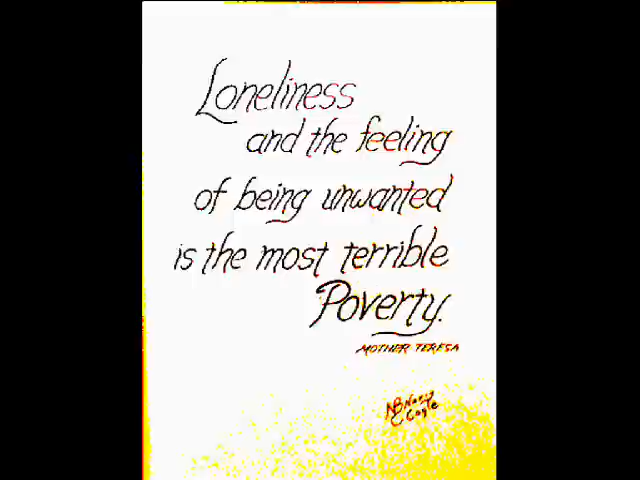 Loneliness
and the feeling
of being unwanted
is the most terrible
Poverty.
MOTHER TERESA